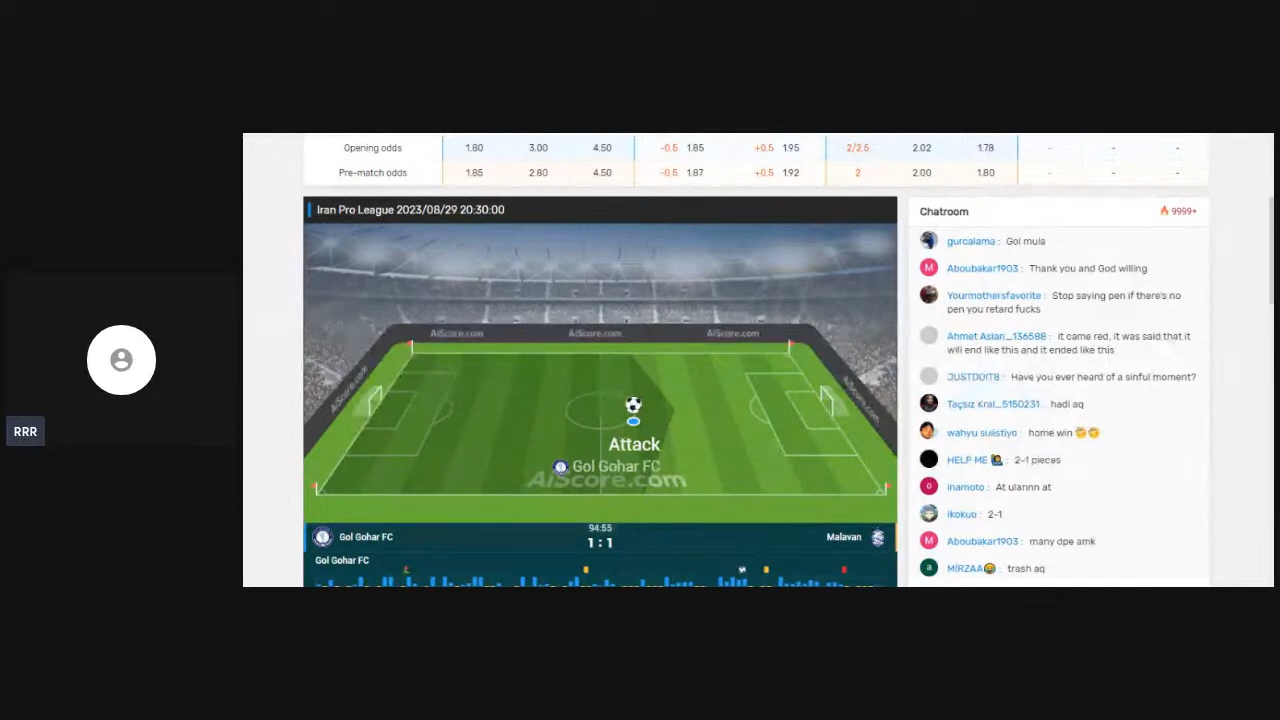 Opening odds 1.80 3.00 4.50 -0.5 1.85 +0.5 1.95 2/2.5 2.02 1.78 - - -
Pre-match odds 1.85 2.80 4.50 -0.5 1.87 +0.5 1.92 2 2.00 1.80 - - -
Iran Pro League 2023/08/29 20:30:00
AiScore.com AiScore.com AiScore.com
AiScore.com
AiScore.com
Attack
Gol Gohar FC
AiScore.com
94:55
Gol Gohar FC 1 : 1 Malavan
Gol Gohar FC
Chatroom 9999+
gurcalama : Gol mula
M Aboubakar1903 : Thank you and God willing
Yourmothersfavorite : Stop saying pen if there's no
pen you retard fucks
Ahmet Aslan_136588 : it came red, it was said that it
will end like this and it ended like this
JUSTDOIT8 : Have you ever heard of a sinful moment?
Taçsız Kral_5150231 : hadi aq
wahyu sulistiyo : home win 🤭🤭
HELP ME 🙋 : 2-1 pieces
o inamoto : At ulannn at
Ikokuo : 2-1
M Aboubakar1903 : many dpe amk
a MİRZAA😂 : trash aq
RRR